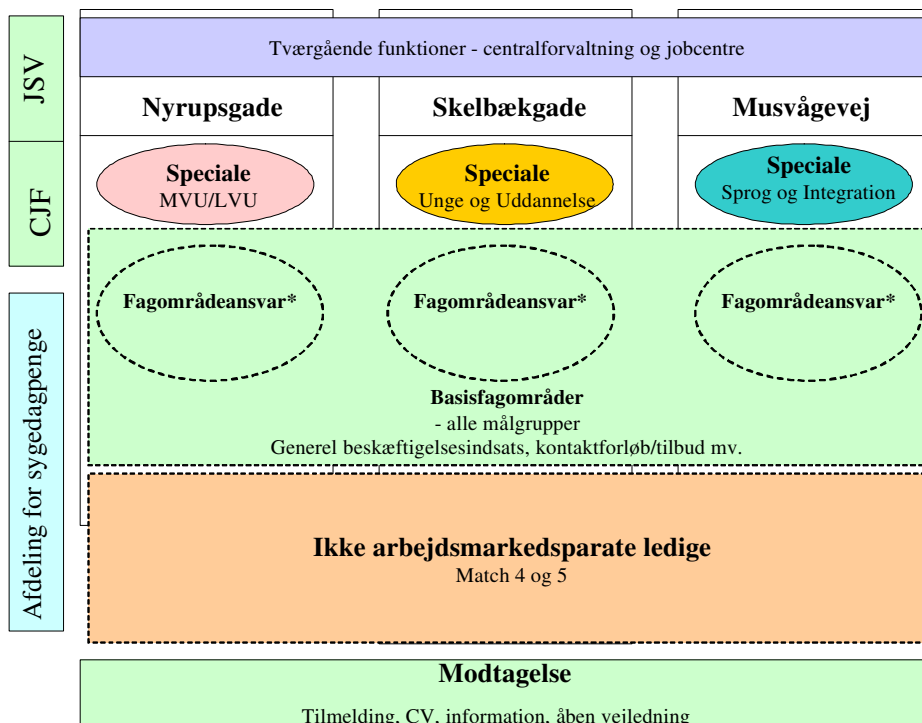 JSV
CJF
Afdeling for sygedagpenge
Tværgående funktioner - centralforvaltning og jobcentre
Nyrupsgade
Skelbækgade
Musvågevej
Speciale
MVU/LVU
Speciale
Unge og Uddannelse
Speciale
Sprog og Integration
Fagområdeansvar*
Fagområdeansvar*
Fagområdeansvar*
Basisfagområder
- alle målgrupper
Generel beskæftigelsesindsats, kontaktforløb/tilbud mv.
Ikke arbejdsmarkedsparate ledige
Match 4 og 5
Modtagelse
Tilmelding, CV, information, åben vejledning